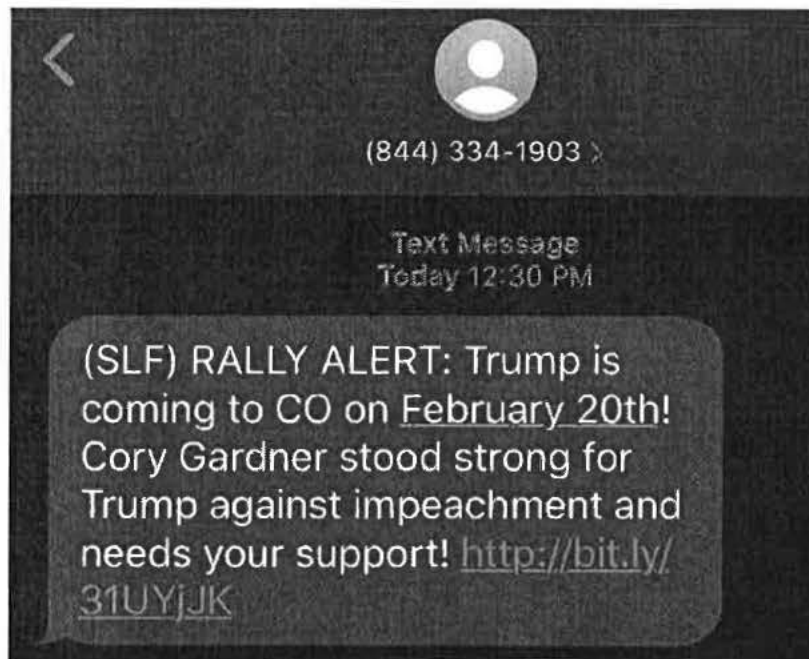 (844) 334-1903 >
Text Message
Today 12:30 PM
(SLF) RALLY ALERT: Trump is
coming to CO on February 20th!
Cory Gardner stood strong for
Trump against impeachment and
needs your support! http://bit.ly/
31UYjJK